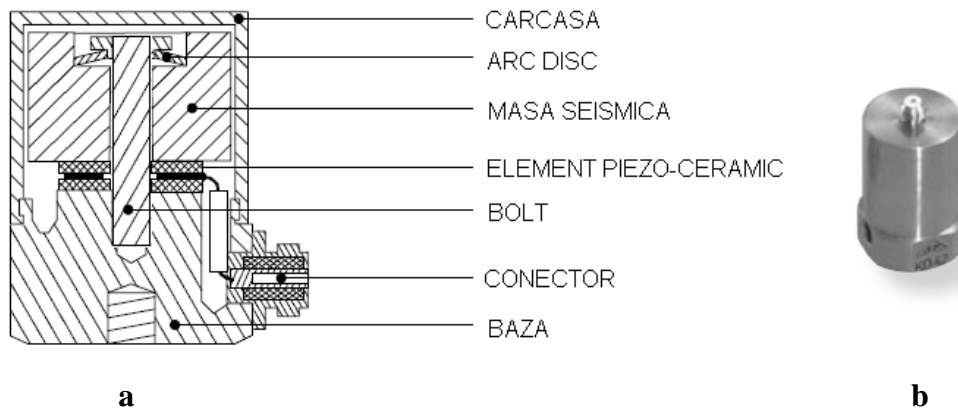 CARCASA
ARC DISC
MASA SEISMICA
ELEMENT PIEZO-CERAMIC
BOLT
CONECTOR
BAZA
a
b